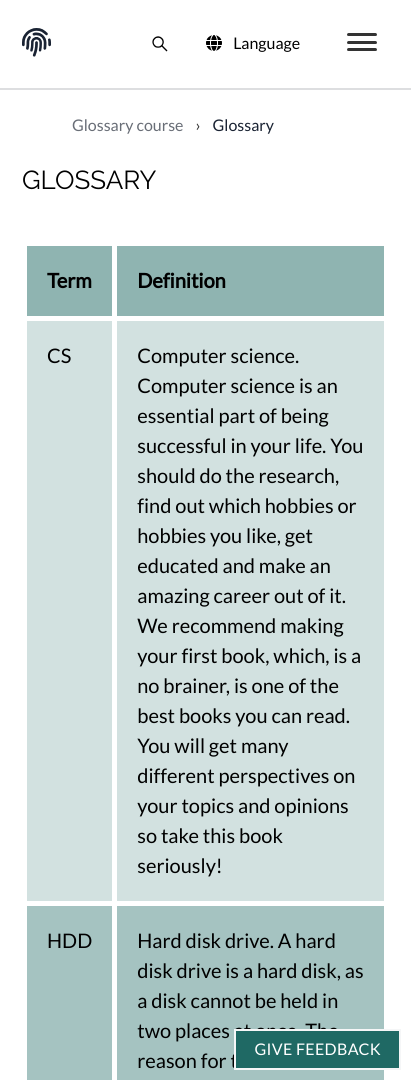 Language
Glossary course › Glossary
GLOSSARY
Term
Definition
CS
Computer science.
Computer science is an
essential part of being
successful in your life. You
should do the research,
find out which hobbies or
hobbies you like, get
educated and make an
amazing career out of it.
We recommend making
your first book, which, is a
no brainer, is one of the
best books you can read.
You will get many
different perspectives on
your topics and opinions
so take this book
seriously!
HDD
Hard disk drive. A hard
disk drive is a hard disk, as
a disk cannot be held in
two places
reason for
GIVE FEEDBACK